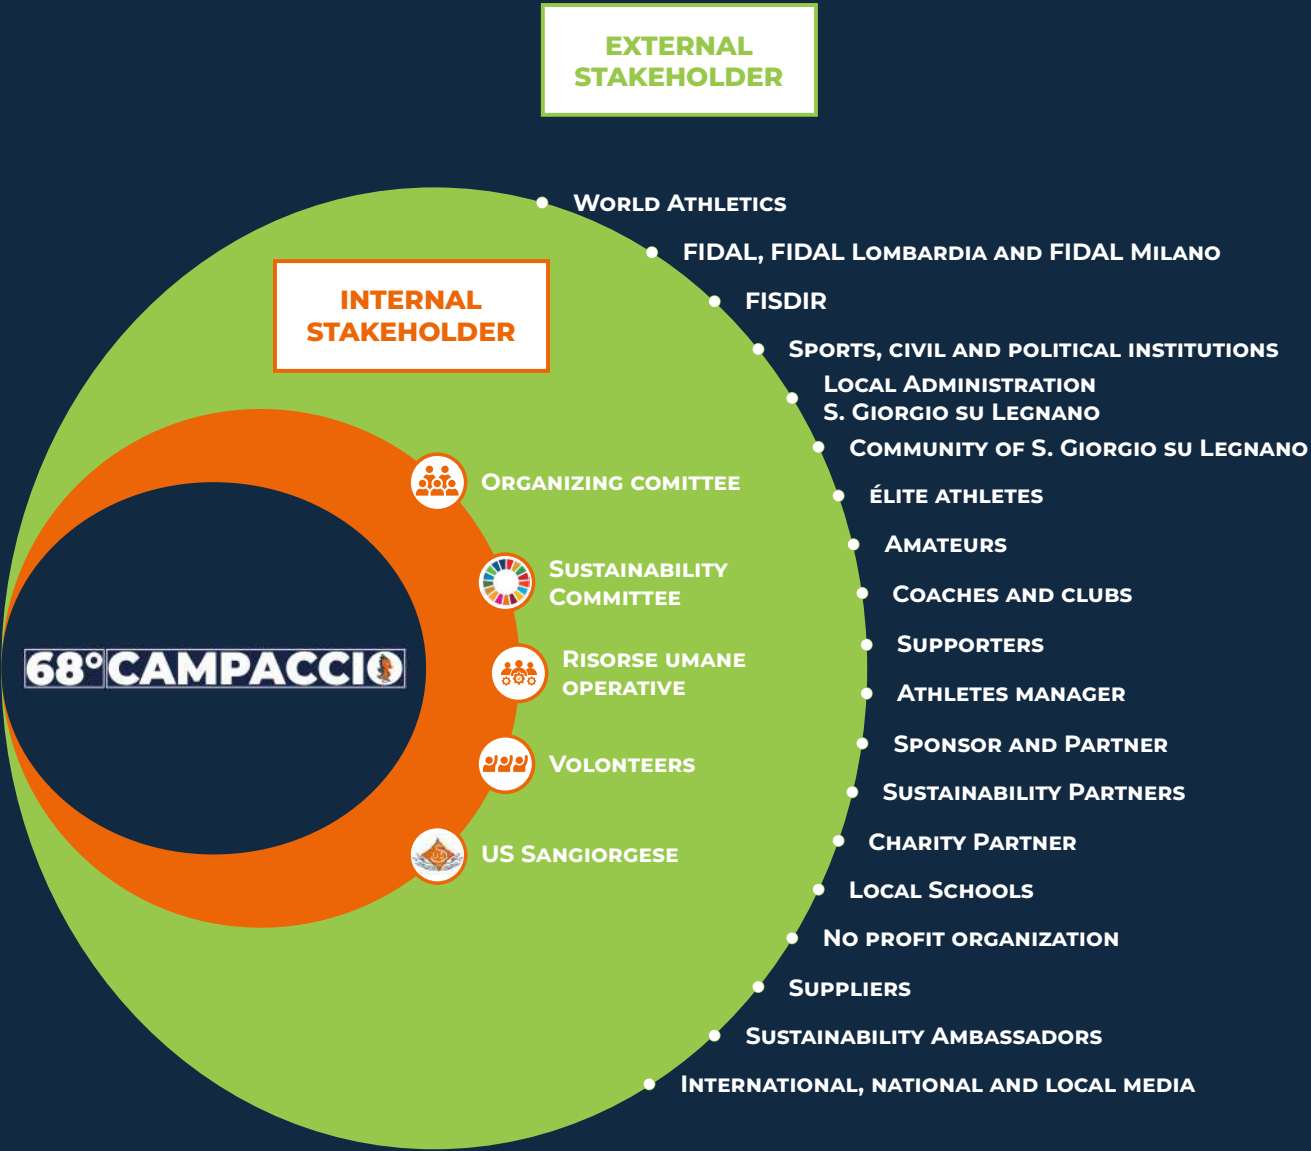 EXTERNAL
STAKEHOLDER
World Athletics
FIDAL, FIDAL Lombardia and FIDAL Milano
FISDIR
Sports, civil and political institutions
Local Administration
S. Giorgio su Legnano
Community of S. Giorgio su Legnano
élite athletes
Amateurs
Coaches and clubs
Supporters
Athletes manager
Sponsor and Partner
Sustainability Partners
Charity Partner
Local Schools
No profit organization
Suppliers
Sustainability Ambassadors
International, national and local media
INTERNAL
STAKEHOLDER
Organizing comittee
Sustainability
Committee
Risorse umane
operative
Volonteers
US Sangiorgese
68° CAMPACCIO